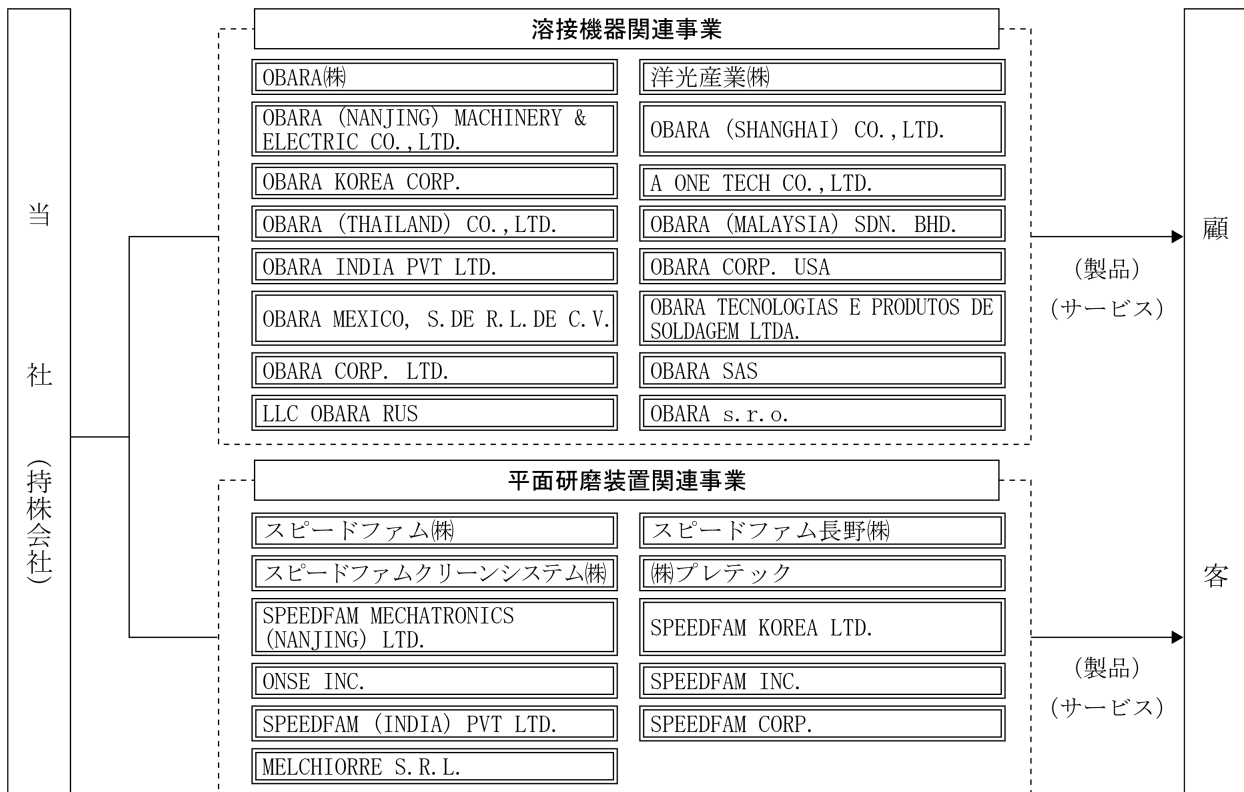 当社
(持株会社)
溶接機器関連事業
OBARA㈱
洋光産業㈱
OBARA (NANJING) MACHINERY &
ELECTRIC CO.,LTD.
OBARA (SHANGHAI) CO.,LTD.
OBARA KOREA CORP.
A ONE TECH CO.,LTD.
OBARA (THAILAND) CO.,LTD.
OBARA (MALAYSIA) SDN. BHD.
OBARA INDIA PVT LTD.
OBARA CORP. USA
OBARA MEXICO, S.DE R.L.DE C.V.
OBARA TECNOLOGIAS E PRODUTOS DE
SOLDAGEM LTDA.
OBARA CORP. LTD.
OBARA SAS
LLC OBARA RUS
OBARA s.r.o.
(製品)
(サービス)
平面研磨装置関連事業
スピードファム㈱
スピードファム長野㈱
スピードファムクリーンシステム㈱
㈱プレテック
SPEEDFAM MECHATRONICS
(NANJING) LTD.
SPEEDFAM KOREA LTD.
ONSE INC.
SPEEDFAM INC.
SPEEDFAM (INDIA) PVT LTD.
SPEEDFAM CORP.
MELCHIORRE S.R.L.
(製品)
(サービス)
顧客